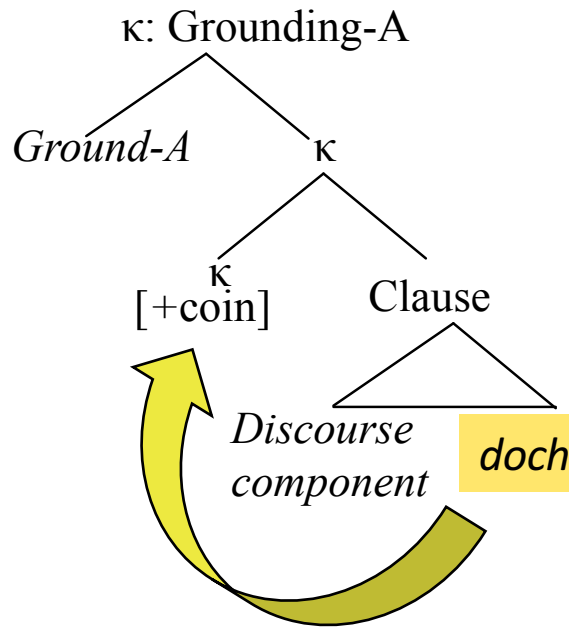 κ: Grounding-A
Ground-A
κ
κ
[+coin]
Clause
Discourse
component
doch